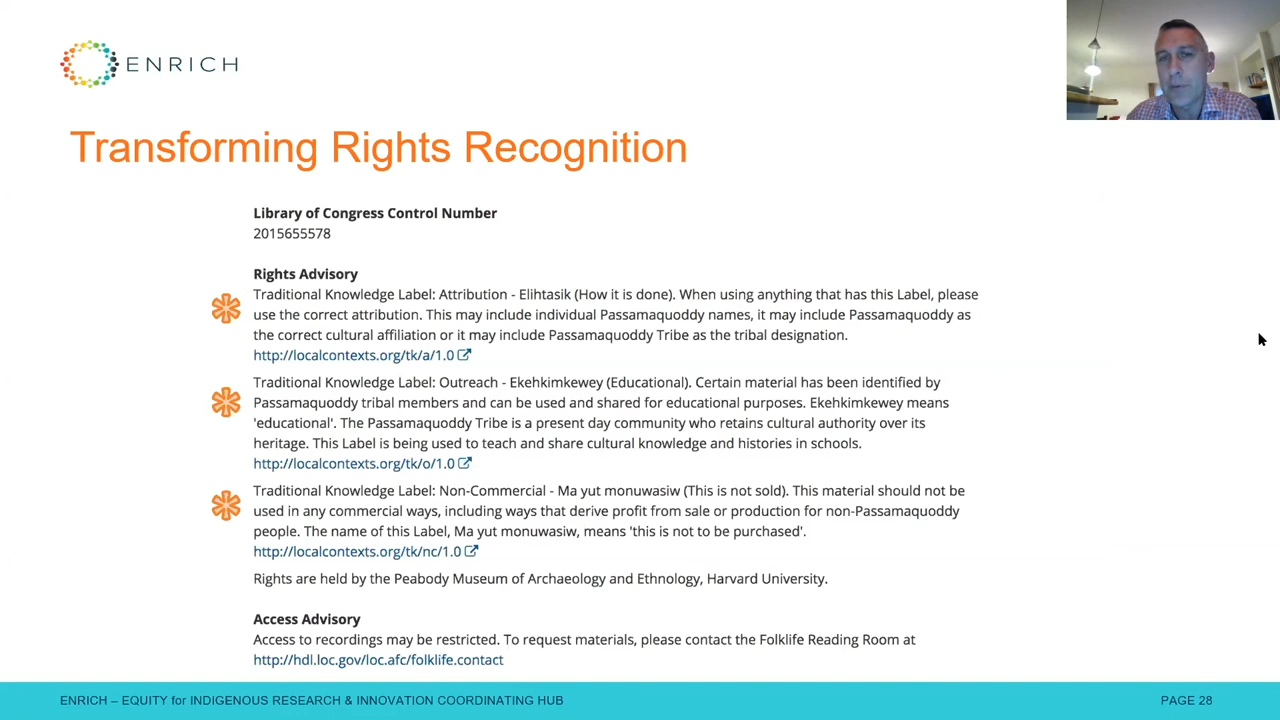 ENRICH
Transforming Rights Recognition
Library of Congress Control Number
2015655578
Rights Advisory
Traditional Knowledge Label: Attribution - Elihtasik (How it is done). When using anything that has this Label, please
use the correct attribution. This may include individual Passamaquoddy names, it may include Passamaquoddy as
the correct cultural affiliation or it may include Passamaquoddy Tribe as the tribal designation.
http://localcontexts.org/tk/a/1.0
Traditional Knowledge Label: Outreach - Ekehkimkewey (Educational). Certain material has been identified by
Passamaquoddy tribal members and can be used and shared for educational purposes. Ekehkimkewey means
'educational'. The Passamaquoddy Tribe is a present day community who retains cultural authority over its
heritage. This Label is being used to teach and share cultural knowledge and histories in schools.
http://localcontexts.org/tk/o/1.0
Traditional Knowledge Label: Non-Commercial - Ma yut monuwasiw (This is not sold). This material should not be
used in any commercial ways, including ways that derive profit from sale or production for non-Passamaquoddy
people. The name of this Label, Ma yut monuwasiw, means 'this is not to be purchased'.
http://localcontexts.org/tk/nc/1.0
Rights are held by the Peabody Museum of Archaeology and Ethnology, Harvard University.
Access Advisory
Access to recordings may be restricted. To request materials, please contact the Folklife Reading Room at
http://hdl.loc.gov/loc.afc/folklife.contact
ENRICH – EQUITY for INDIGENOUS RESEARCH & INNOVATION COORDINATING HUB
PAGE 28